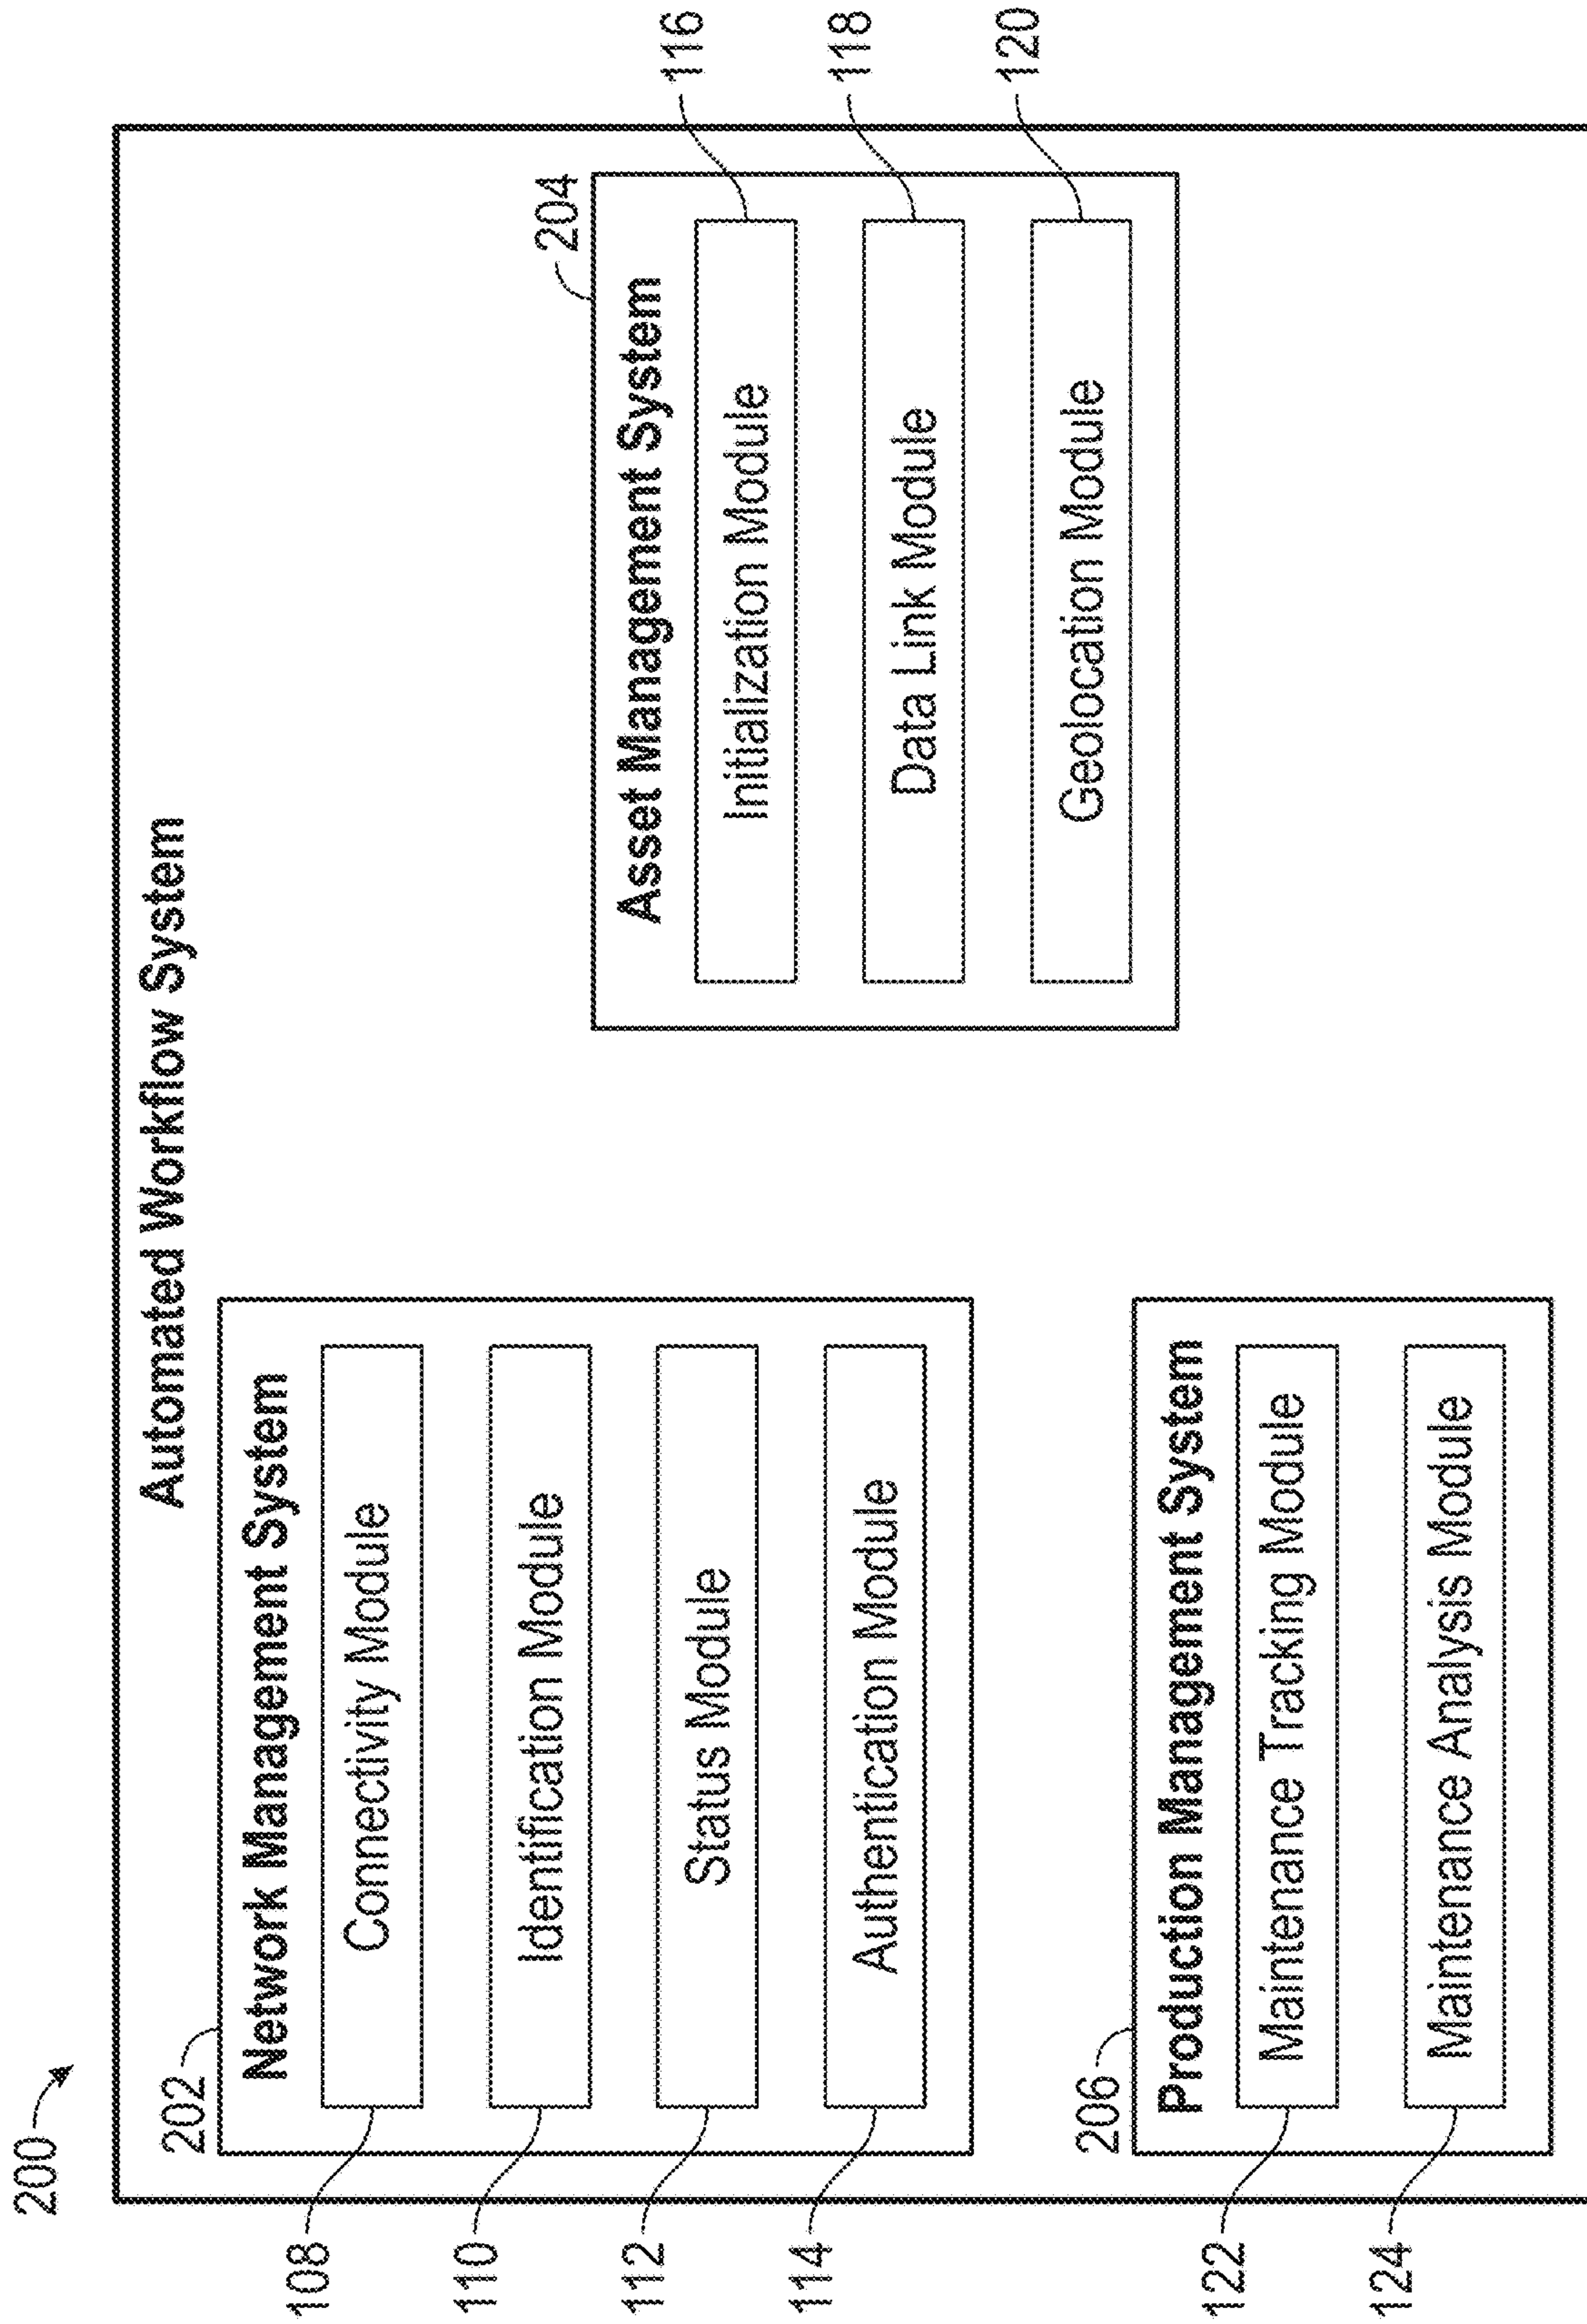 200
Automated Workflow System
202
Network Management System
108
Connectivity Module
110
Identification Module
112
Status Module
114
Authentication Module
204
Asset Management System
Initialization Module
116
Data Link Module
118
Geolocation Module
120
206
Production Management System
122
Maintenance Tracking Module
124
Maintenance Analysis Module